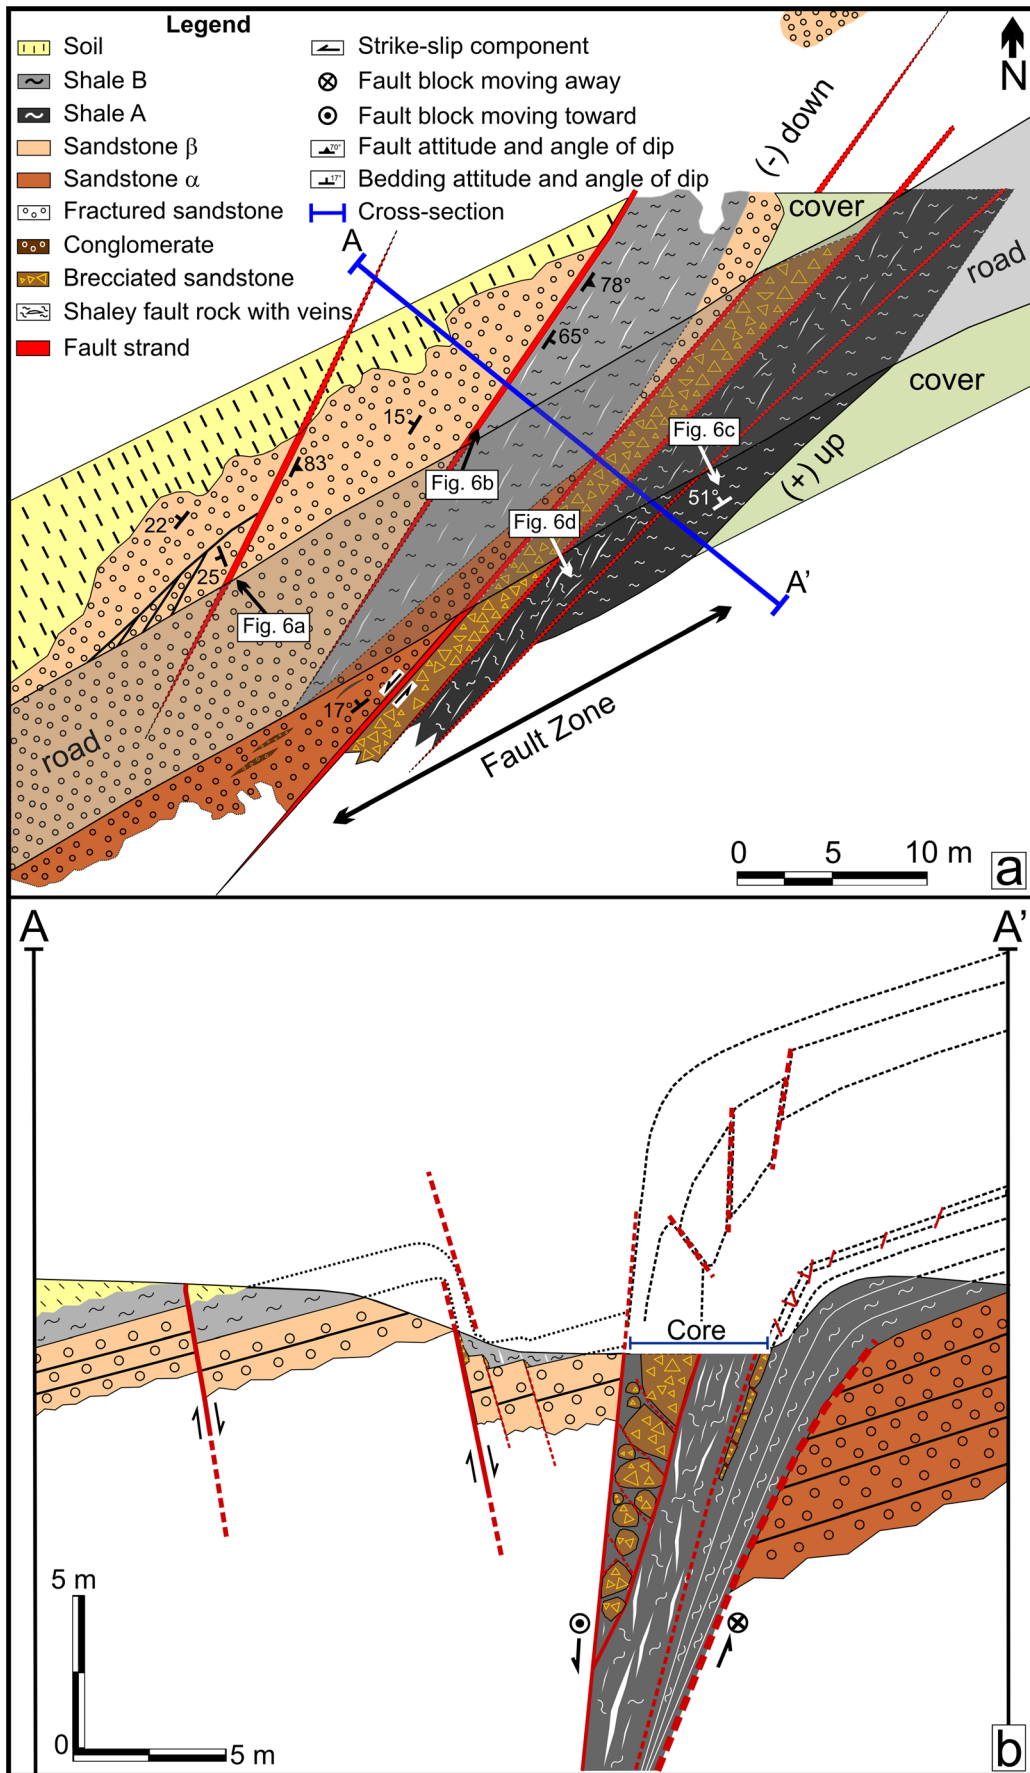 Legend
Soil
Shale B
Shale A
Sandstone β
Sandstone α
Fractured sandstone
Conglomerate
Brecciated sandstone
Shaley fault rock with veins
Fault strand
Strike-slip component
Fault block moving away
Fault block moving toward
70°
Fault attitude and angle of dip
17°
Bedding attitude and angle of dip
Cross-section
N
(-) down
cover
A
road
78°
65°
cover
15
Fig. 6c
83
Fig. 6b
(+) up
51°
22°
Fig. 6d
25°
A'
Fig. 6a
17°
road
Fault Zone
0 5 10 m
a
A
A'
Core
5 m
0
5 m
b